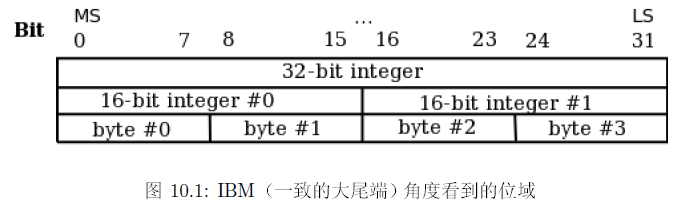 MS ... LS
Bit 0 7 8 15 16 23 24 31
32-bit integer
16-bit integer #0 16-bit integer #1
byte #0 byte #1 byte #2 byte #3
图 10.1: IBM（一致的大尾端）角度看到的位域